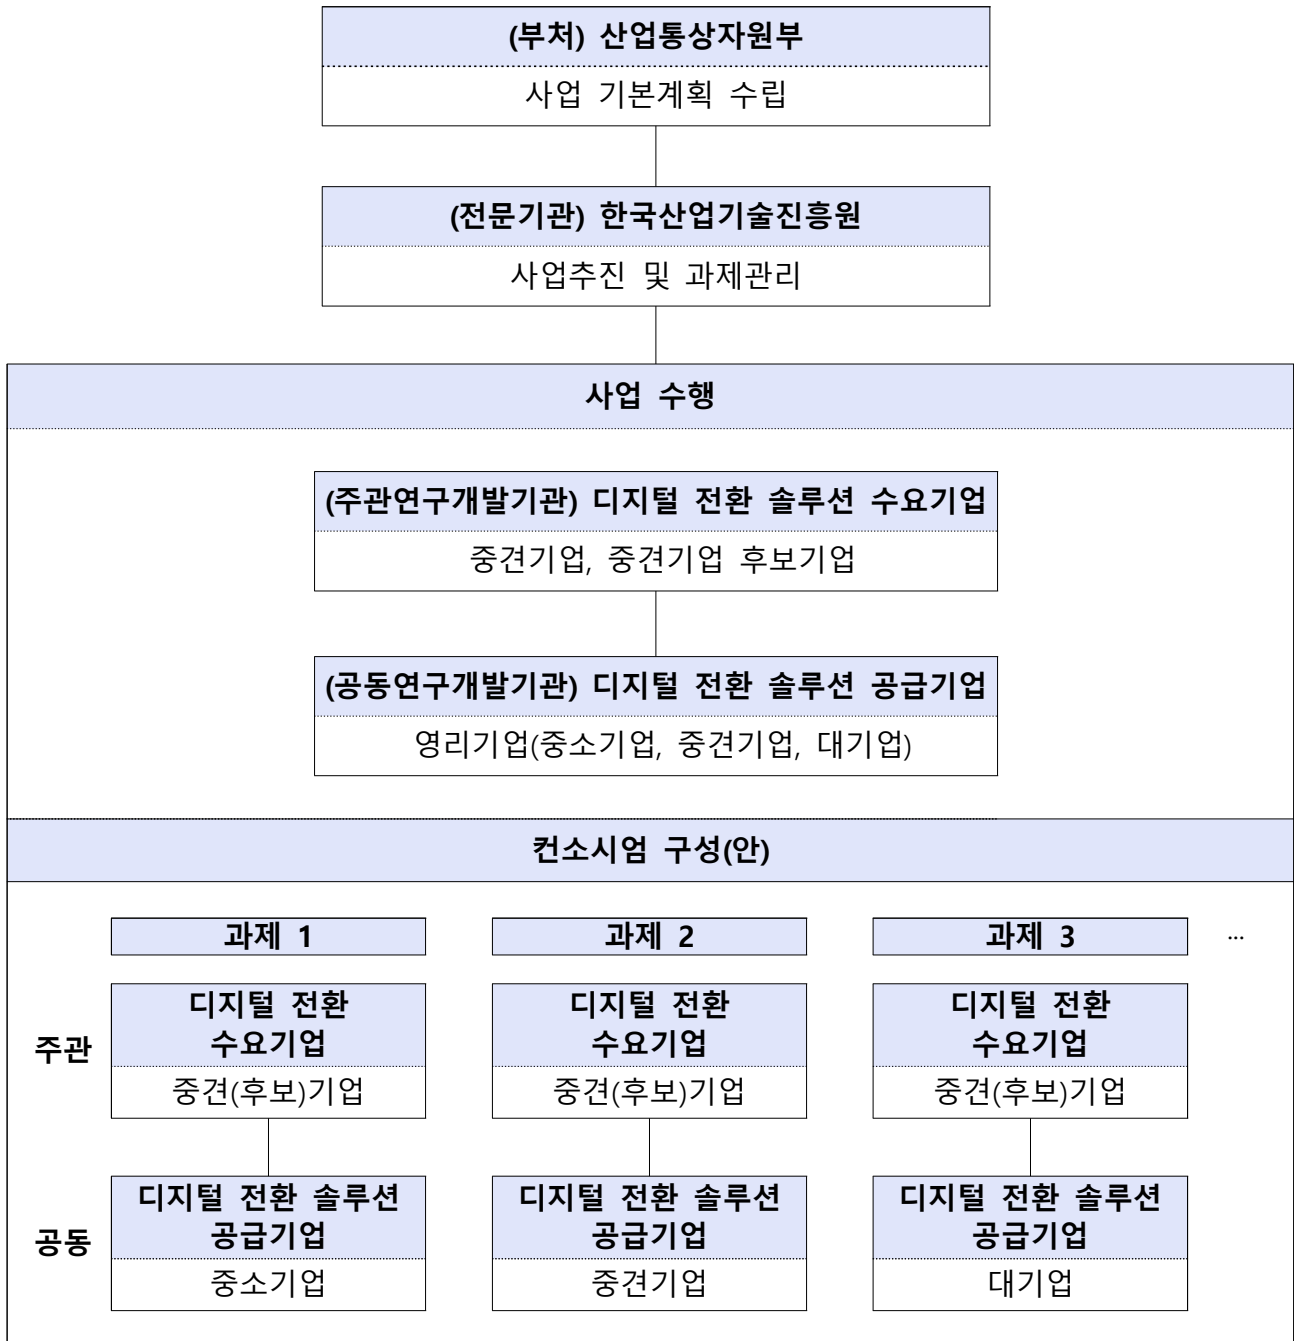 (부처) 산업통상자원부
사업 기본계획 수립
(전문기관) 한국산업기술진흥원
사업추진 및 과제관리
사업 수행
(주관연구개발기관) 디지털 전환 솔루션 수요기업
중견기업, 중견기업 후보기업
(공동연구개발기관) 디지털 전환 솔루션 공급기업
영리기업(중소기업, 중견기업, 대기업)
컨소시엄 구성(안)
과제 1
과제 2
과제 3
...
주관
디지털 전환
수요기업
중견(후보)기업
디지털 전환
수요기업
중견(후보)기업
디지털 전환
수요기업
중견(후보)기업
공동
디지털 전환 솔루션
공급기업
중소기업
디지털 전환 솔루션
공급기업
중견기업
디지털 전환 솔루션
공급기업
대기업